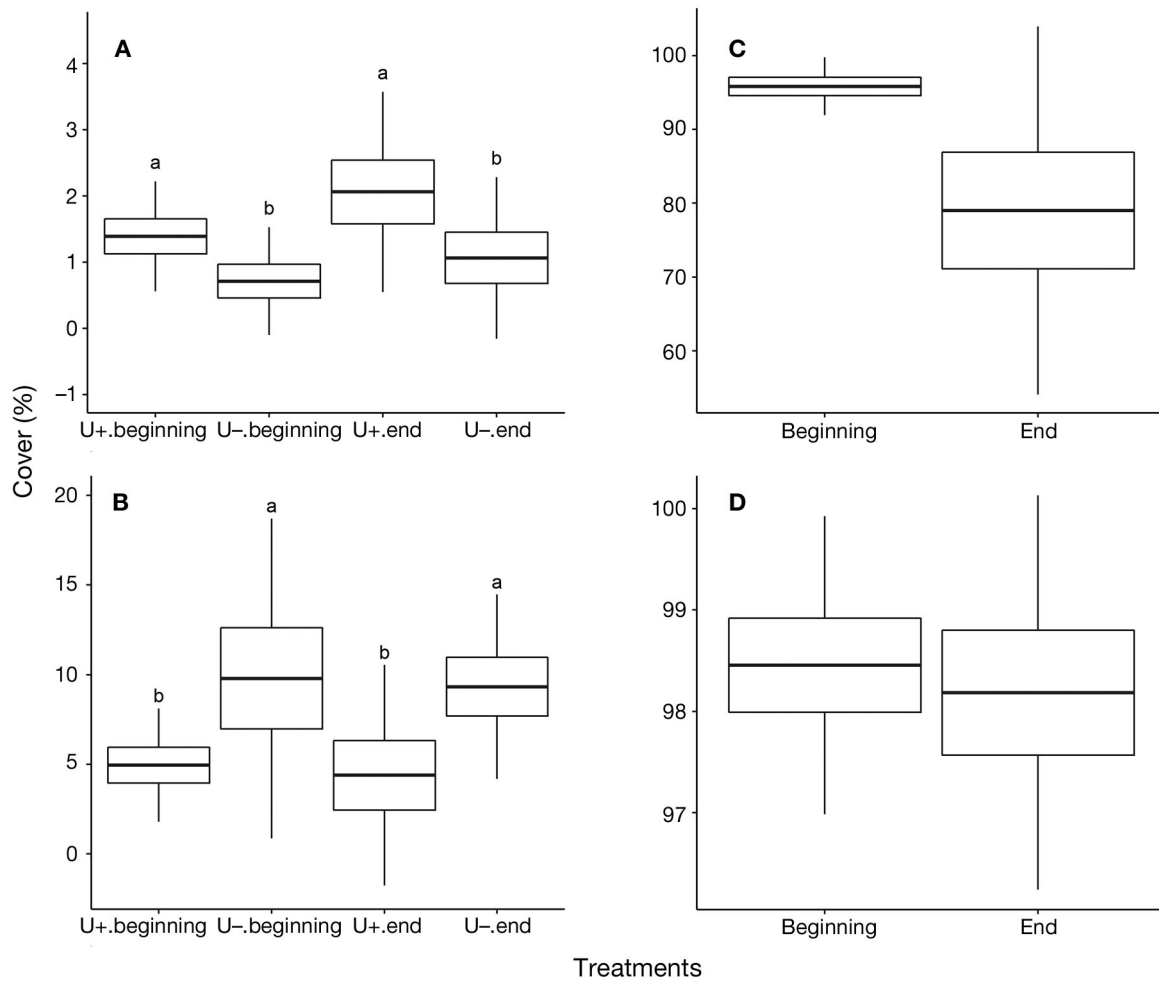 A
4
3
2
1
0
–1
a
b
a
b
U+.beginning U–.beginning U+.end U–.end
C
100
90
80
70
60
Beginning End
Cover (%)
B
20
15
10
5
0
b
a
b
a
U+.beginning U–.beginning U+.end U–.end
D
100
99
98
97
Beginning End
Treatments